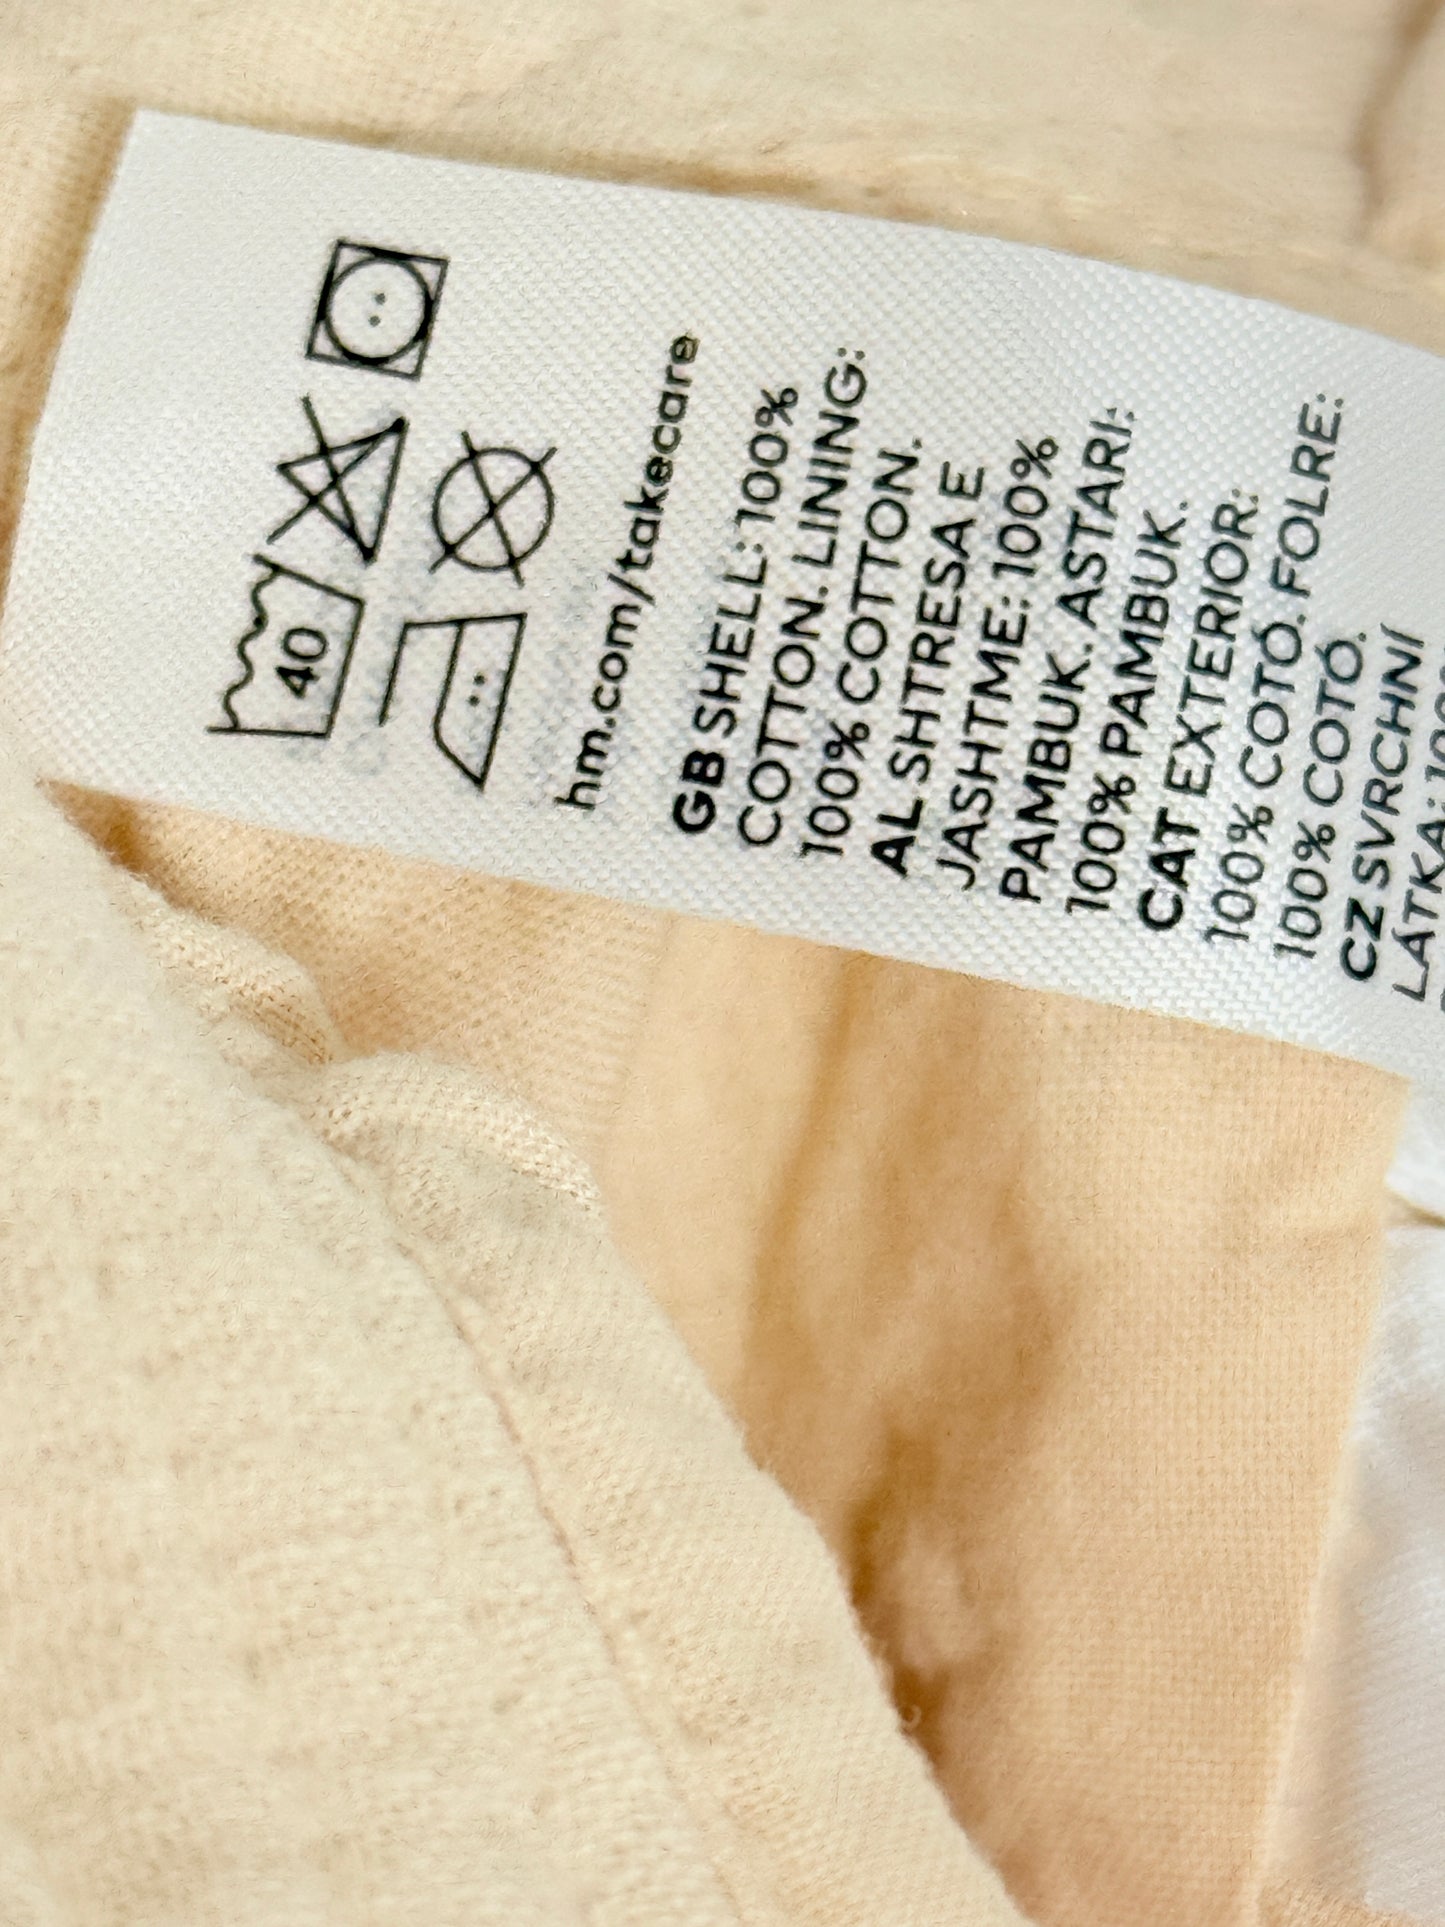 40
hm.com/takecare
GB SHELL: 100%
COTTON. LINING:
100% COTTON.
AL SHTRESA E
JASHTME: 100%
PAMBUK. ASTARI:
100% PAMBUK.
CAT EXTERIOR:
100% COTÓ. FOLRE:
100% COTÓ.
CZ SVRCHNÍ
LÁTKA: